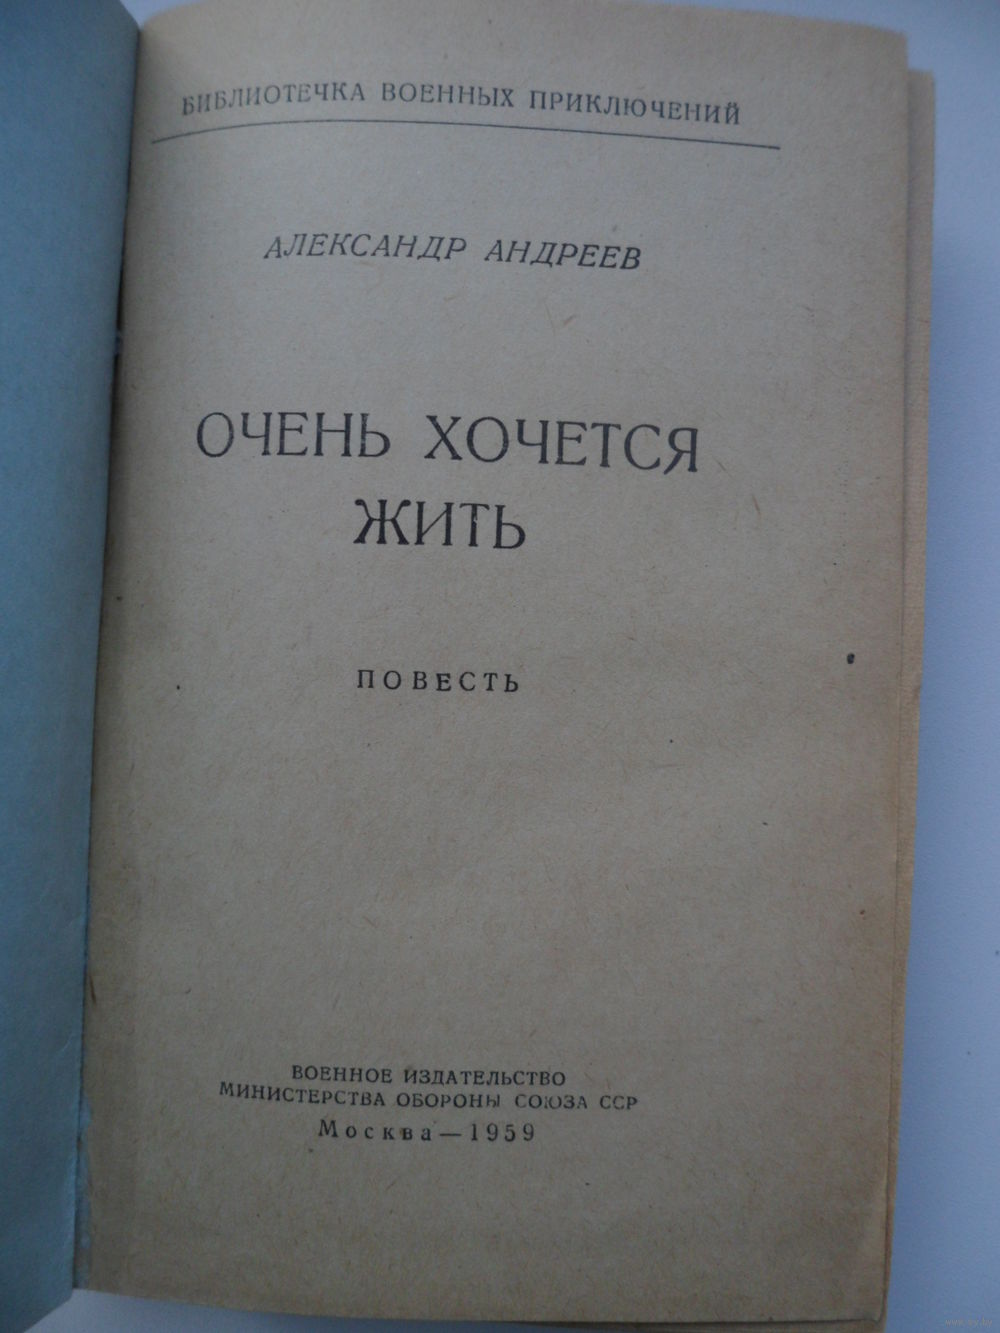 БИБЛИОТЕЧКА ВОЕННЫХ ПРИКЛЮЧЕНИЙ
АЛЕКСАНДР АНДРЕЕВ
ОЧЕНЬ ХОЧЕТСЯ
ЖИТЬ
ПОВЕСТЬ
ВОЕННОЕ ИЗДАТЕЛЬСТВО
МИНИСТЕРСТВА ОБОРОНЫ СОЮЗА ССР
Москва — 1959